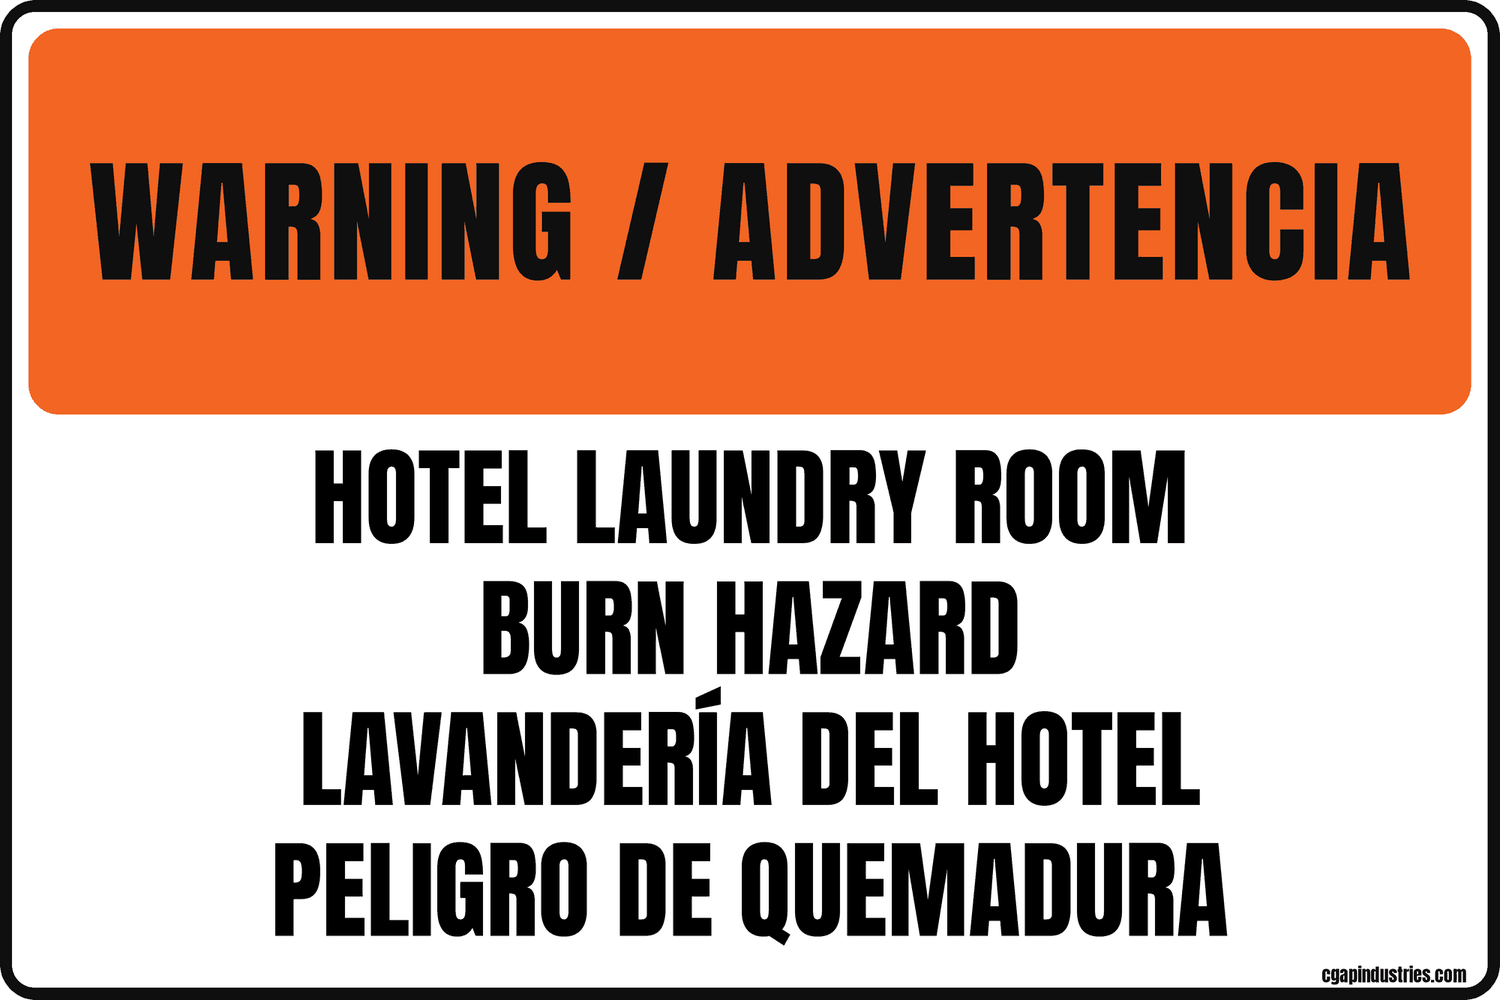 WARNING / ADVERTENCIA
HOTEL LAUNDRY ROOM
BURN HAZARD
LAVANDERÍA DEL HOTEL
PELIGRO DE QUEMADURA
cgapindustries.com